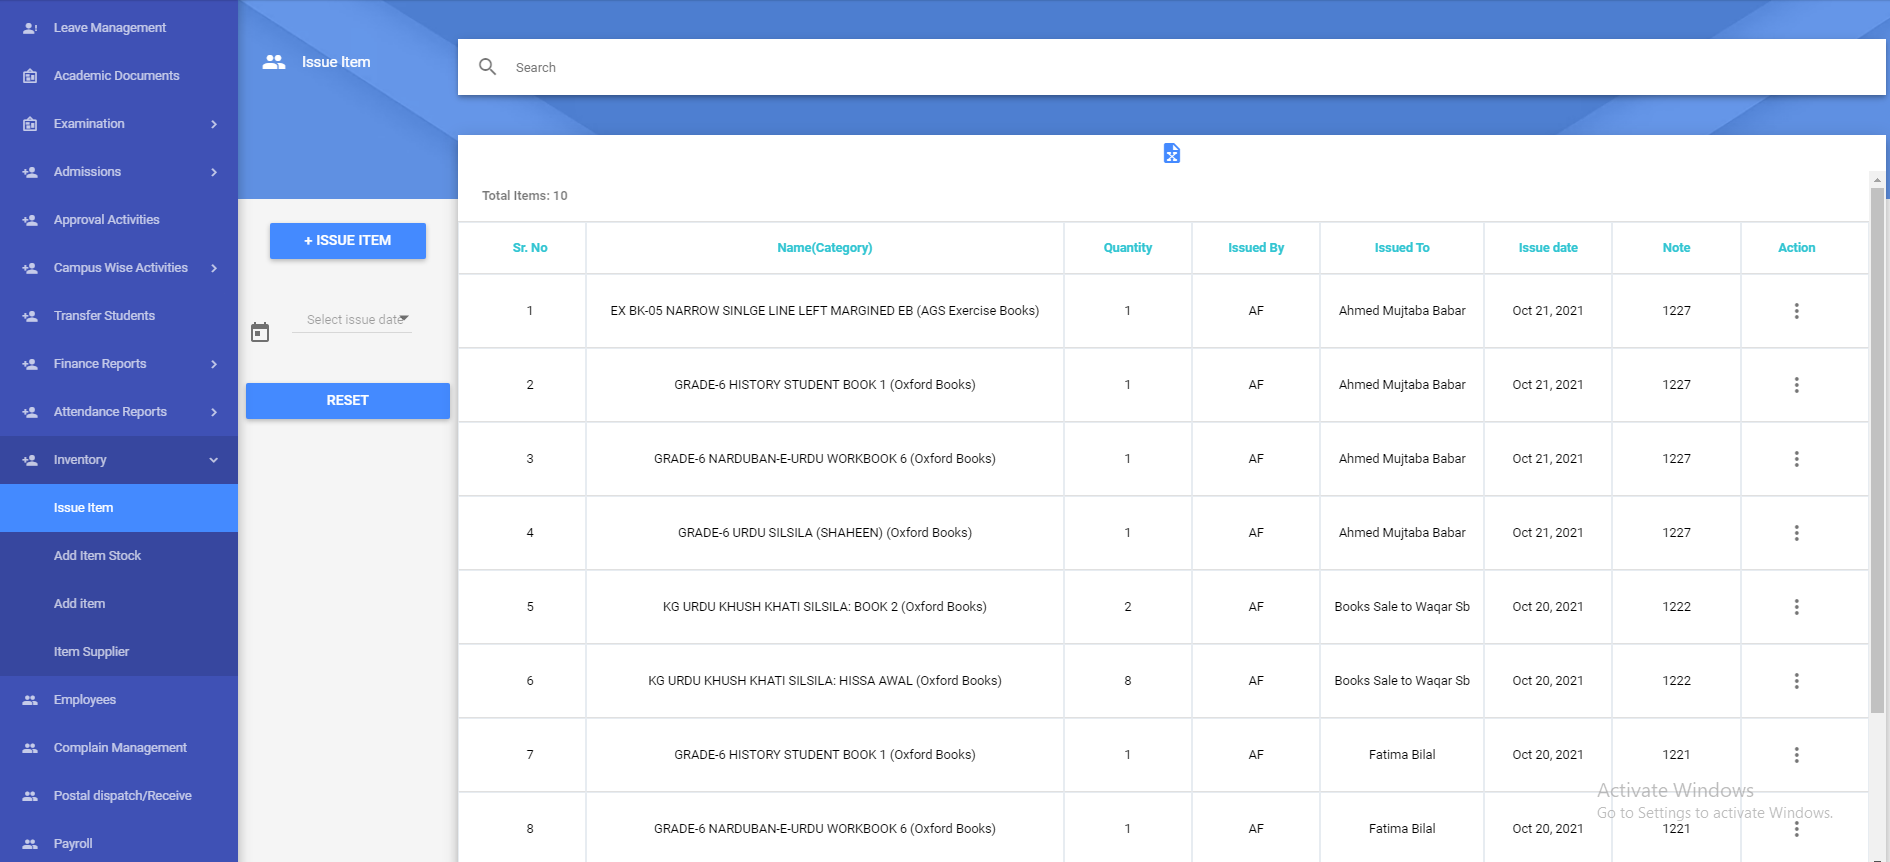 Leave Management
Academic Documents
Examination
Admissions
Approval Activities
Campus Wise Activities
Transfer Students
Finance Reports
Attendance Reports
Inventory
Issue Item
Add Item Stock
Add item
Item Supplier
Employees
Complain Management
Postal dispatch/Receive
Payroll
Issue Item
Search
+ ISSUE ITEM
Select issue date
RESET
Total Items: 10
Sr. No Name(Category) Quantity Issued By Issued To Issue date Note Action
1 EX BK-05 NARROW SINLGE LINE LEFT MARGINED EB (AGS Exercise Books) 1 AF Ahmed Mujtaba Babar Oct 21, 2021 1227
2 GRADE-6 HISTORY STUDENT BOOK 1 (Oxford Books) 1 AF Ahmed Mujtaba Babar Oct 21, 2021 1227
3 GRADE-6 NARDUBAN-E-URDU WORKBOOK 6 (Oxford Books) 1 AF Ahmed Mujtaba Babar Oct 21, 2021 1227
4 GRADE-6 URDU SILSILA (SHAHEEN) (Oxford Books) 1 AF Ahmed Mujtaba Babar Oct 21, 2021 1227
5 KG URDU KHUSH KHATI SILSILA: BOOK 2 (Oxford Books) 2 AF Books Sale to Waqar Sb Oct 20, 2021 1222
6 KG URDU KHUSH KHATI SILSILA: HISSA AWAL (Oxford Books) 8 AF Books Sale to Waqar Sb Oct 20, 2021 1222
7 GRADE-6 HISTORY STUDENT BOOK 1 (Oxford Books) 1 AF Fatima Bilal Oct 20, 2021 1221
8 GRADE-6 NARDUBAN-E-URDU WORKBOOK 6 (Oxford Books) 1 AF Fatima Bilal Oct 20, 2021 1221
Activate Windows
Go to Settings to activate Windows.